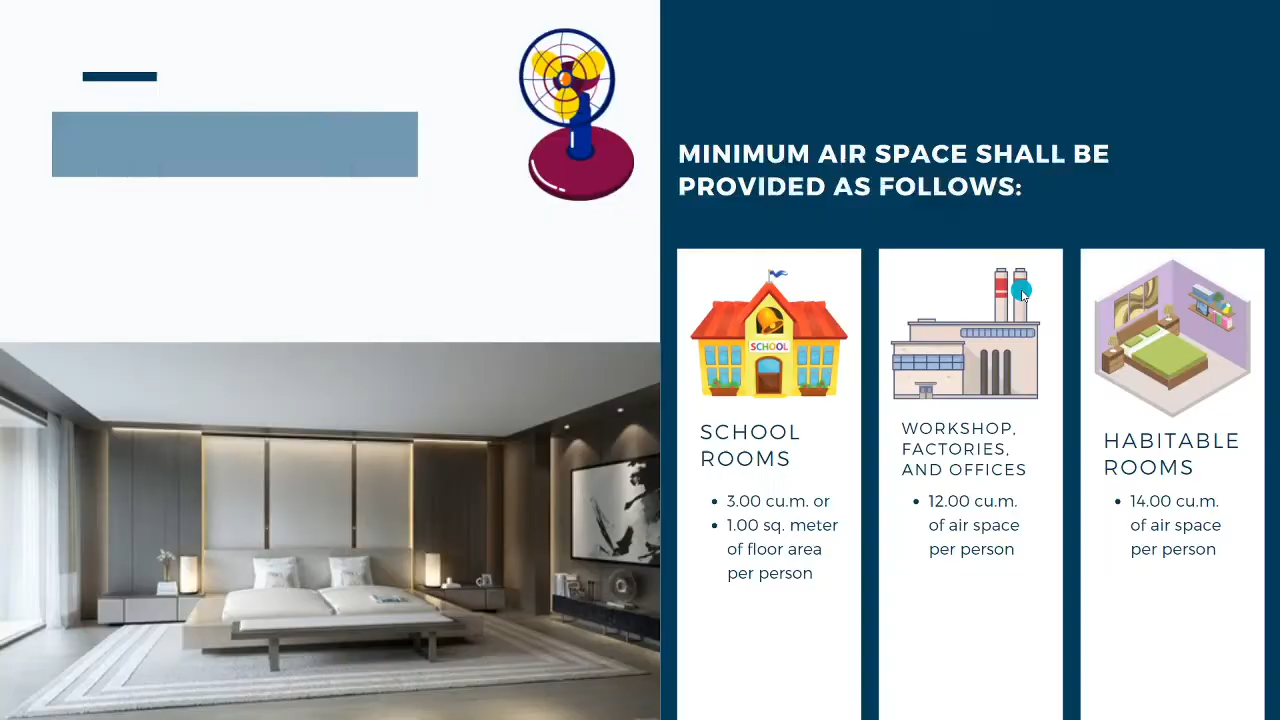 MINIMUM AIR SPACE SHALL BE
PROVIDED AS FOLLOWS:
SCHOOL
SCHOOL
ROOMS
3.00 cu.m. or
1.00 sq. meter
of floor area
per person
WORKSHOP,
FACTORIES,
AND OFFICES
12.00 cu.m.
of air space
per person
HABITABLE
ROOMS
14.00 cu.m.
of air space
per person